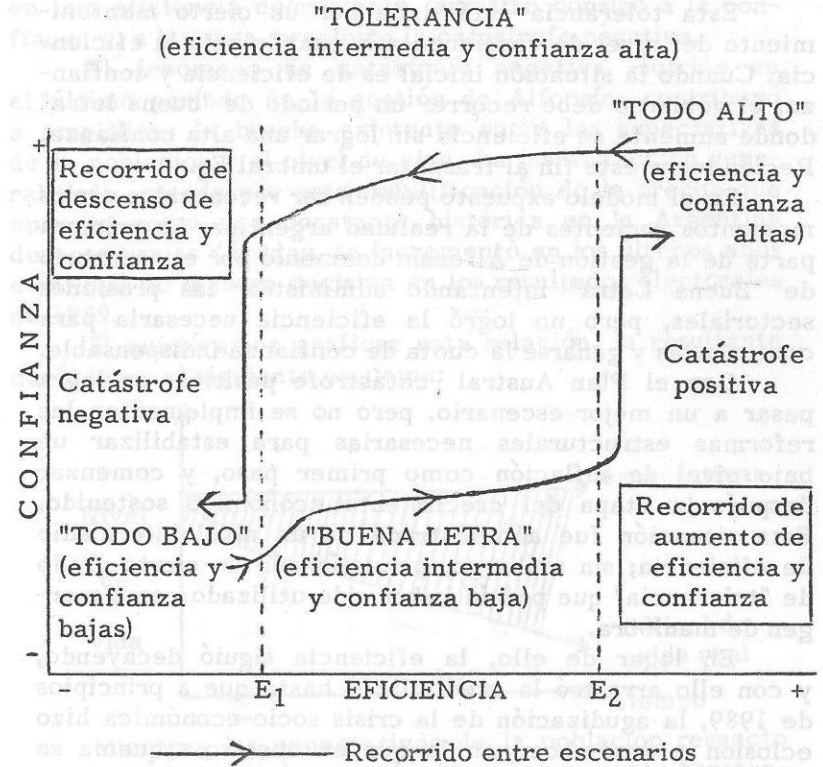 "TOLERANCIA"
(eficiencia intermedia y confianza alta)
"TODO ALTO"
(eficiencia y
confianza
altas)
+
Recorrido de
descenso de
eficiencia y
confianza
CONFIANZA
Catástrofe
negativa
Catástrofe
positiva
"TODO BAJO"
(eficiencia y
confianza
bajas)
"BUENA LETRA"
(eficiencia intermedia
y confianza baja)
Recorrido de
aumento de
eficiencia y
confianza
-
- E1 EFICIENCIA E2 +
Recorrido entre escenarios